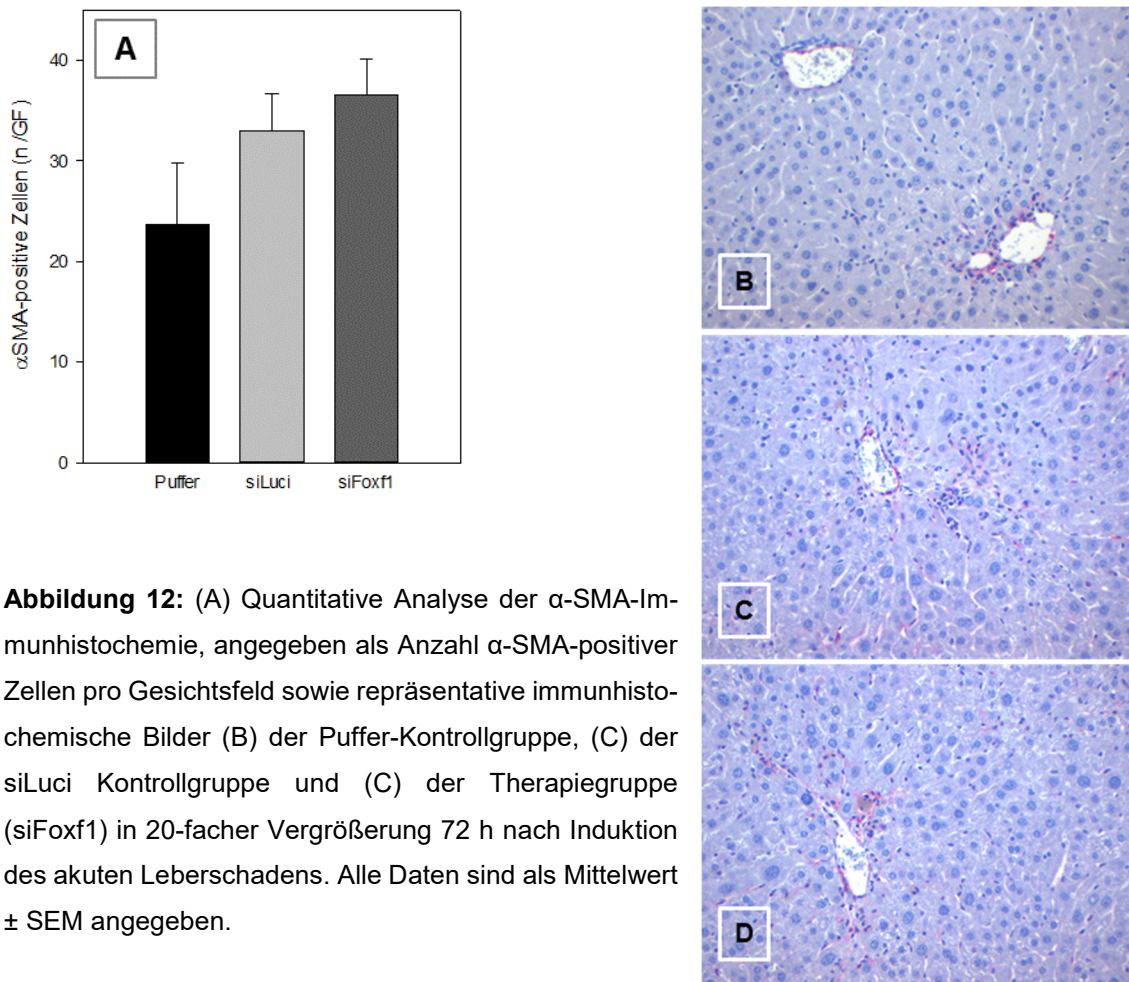 A
αSMA-positive Zellen (n /GF)
40
30
20
10
0
Puffer siLuci siFoxf1
B
C
D
Abbildung 12: (A) Quantitative Analyse der α-SMA-Im-
munhistochemie, angegeben als Anzahl α-SMA-positiver
Zellen pro Gesichtsfeld sowie repräsentative immunhisto-
chemische Bilder (B) der Puffer-Kontrollgruppe, (C) der
siLuci Kontrollgruppe und (C) der Therapiegruppe
(siFoxf1) in 20-facher Vergrößerung 72 h nach Induktion
des akuten Leberschadens. Alle Daten sind als Mittelwert
± SEM angegeben.